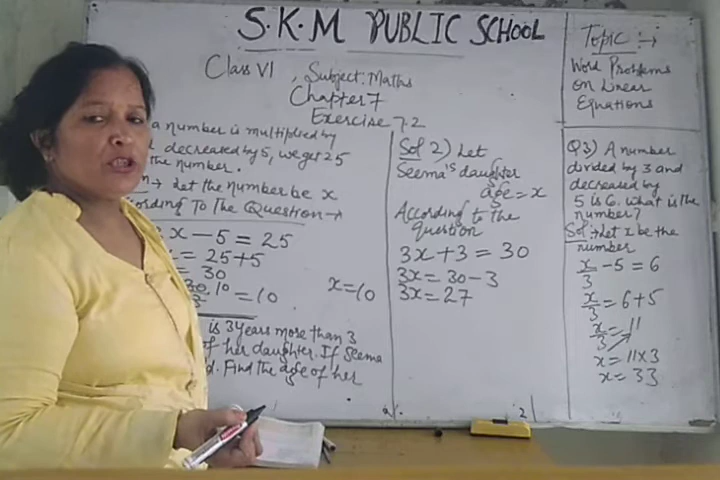 S.K.M PUBLIC SCHOOL
Class VI, Subject: Maths
Chapter 7
Exercise 7.2
a number is multiplied by
decreased by 5, we get 25
the number.
Let the number be x
According To The Question →
x - 5 = 25
= 25+5
= 30
= 10
x = 10
is 3 years more than 3
of her daughter. If Seema
Find the age of her
Sol 2) Let
Seema's daughter
age = x
According to the
question
3x + 3 = 30
3x = 30 - 3
3x = 27
Topic :→
Word Problems
on Linear
Equations
Q3) A number
divided by 3 and
decreased by
5 is 6. What is the
number?
Sol :→ Let x be the
number
x/3 - 5 = 6
x/3 = 6+5
x/3 = 11
x = 11x3
x = 33